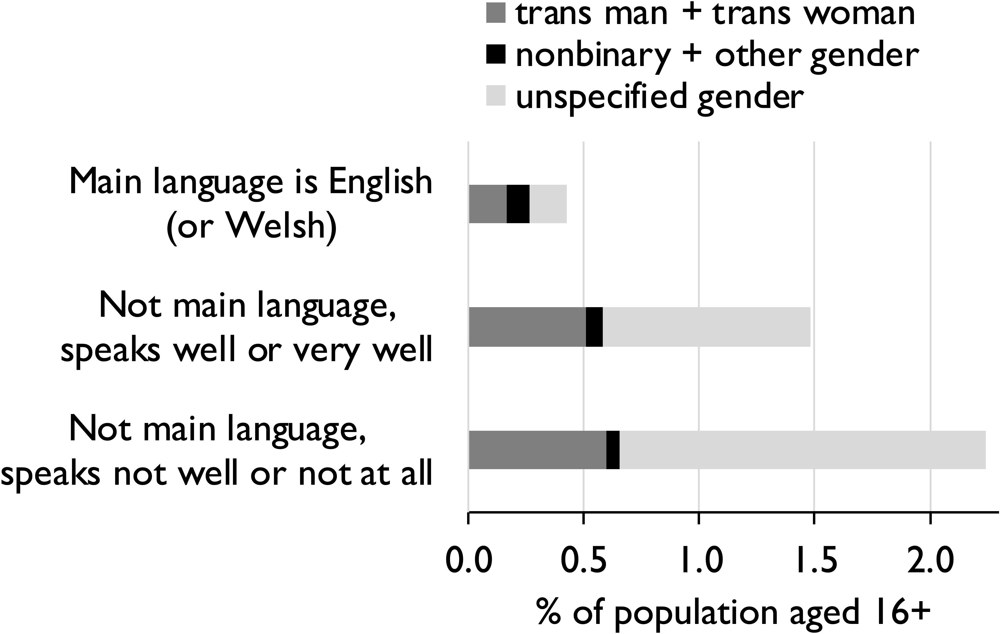 trans man + trans woman
nonbinary + other gender
unspecified gender
Main language is English
(or Welsh)
Not main language,
speaks well or very well
Not main language,
speaks not well or not at all
0.0 0.5 1.0 1.5 2.0
% of population aged 16+